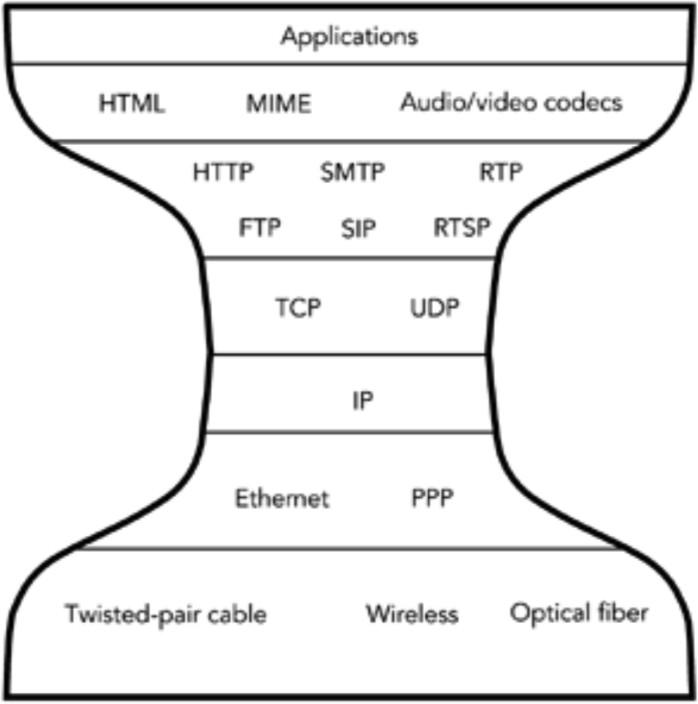 Applications
HTML MIME Audio/video codecs
HTTP SMTP RTP
FTP SIP RTSP
TCP UDP
IP
Ethernet PPP
Twisted-pair cable Wireless Optical fiber